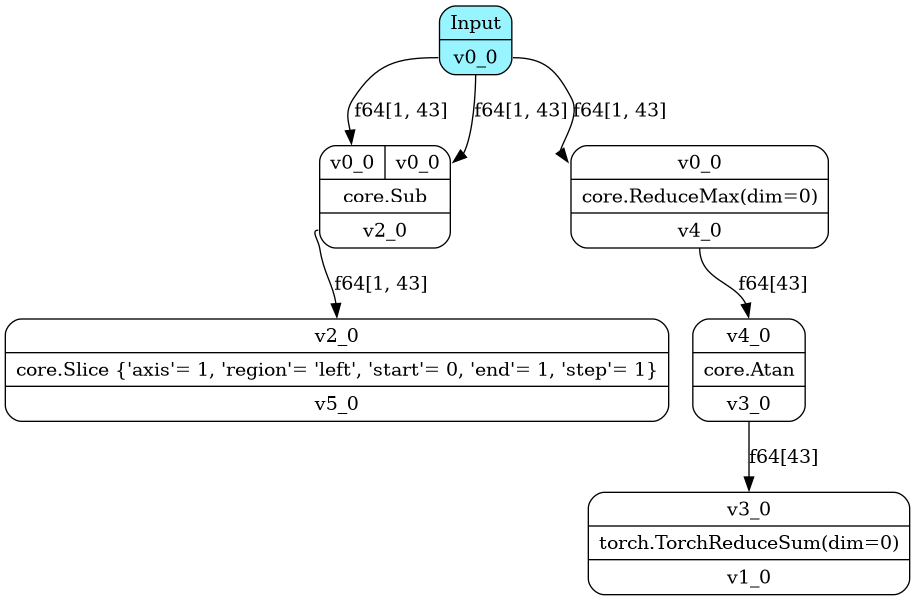 Input
v0_0
f64[1, 43]
f64[1, 43]
f64[1, 43]
v0_0
v0_0
core.Sub
v2_0
v0_0
core.ReduceMax(dim=0)
v4_0
f64[1, 43]
f64[43]
v2_0
core.Slice {'axis'= 1, 'region'= 'left', 'start'= 0, 'end'= 1, 'step'= 1}
v5_0
v4_0
core.Atan
v3_0
f64[43]
v3_0
torch.TorchReduceSum(dim=0)
v1_0